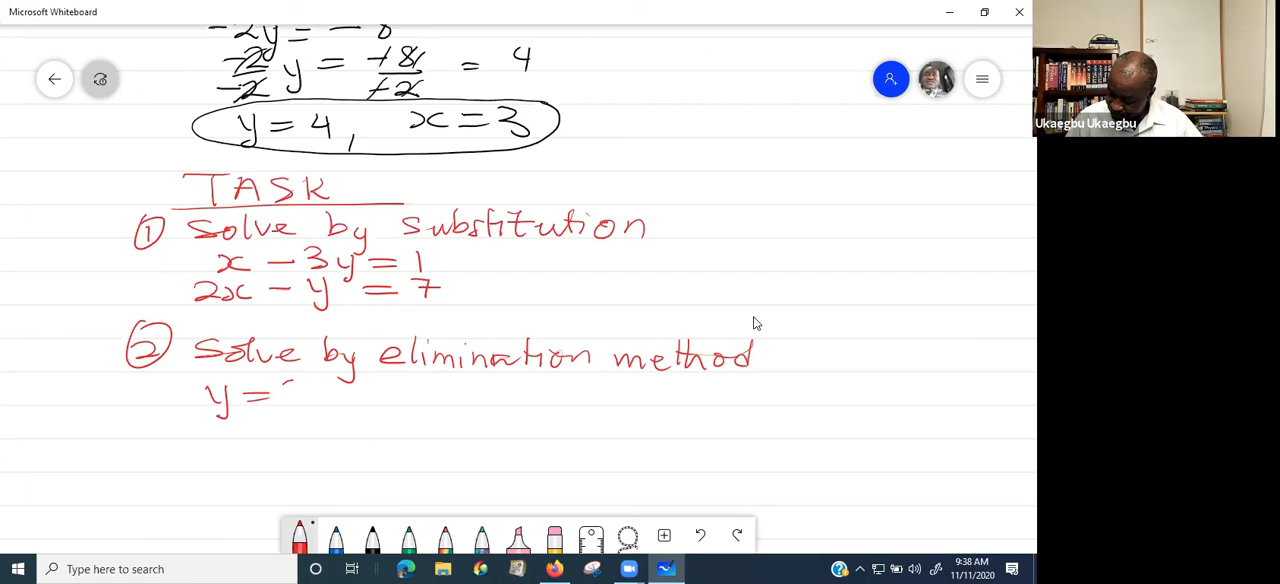 Microsoft Whiteboard
-2y = - 8
-2/-2 y = -8/-2 = 4
y = 4, x = 3
Ukaegbu Ukaegbu
TASK
① Solve by substitution
x - 3y = 1
2x - y = 7
② Solve by elimination method
y =
Type here to search
9:38 AM
11/11/2020